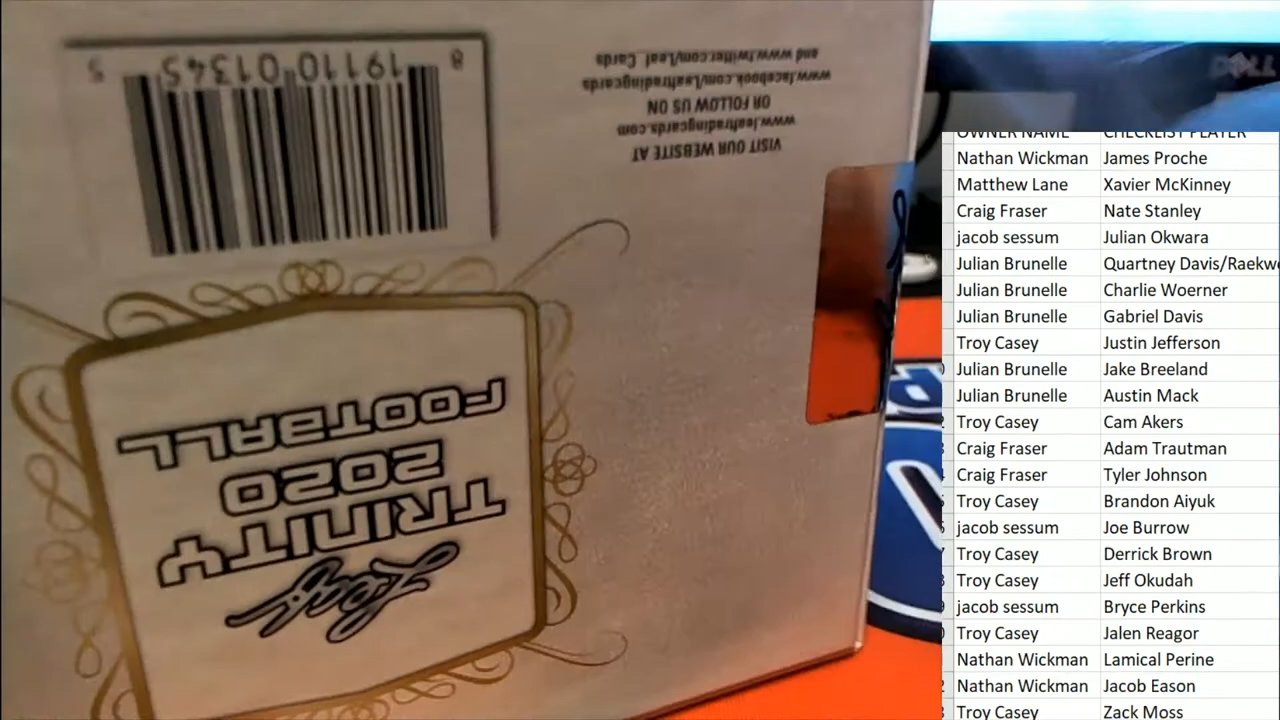 8 19110 01345 5
VISIT OUR WEBSITE AT
www.leaftradingcards.com
OR FOLLOW US ON
www.facebook.com/Leaftradingcards
and www.twitter.com/Leaf_Cards
Leaf
TRINITY
2020
FOOTBALL
DELL
OWNER NAME CHECKLIST PLAYER
Nathan Wickman James Proche
Matthew Lane Xavier McKinney
Craig Fraser Nate Stanley
jacob sessum Julian Okwara
Julian Brunelle Quartney Davis/Raekwo
Julian Brunelle Charlie Woerner
Julian Brunelle Gabriel Davis
Troy Casey Justin Jefferson
Julian Brunelle Jake Breeland
Julian Brunelle Austin Mack
Troy Casey Cam Akers
Craig Fraser Adam Trautman
Craig Fraser Tyler Johnson
Troy Casey Brandon Aiyuk
jacob sessum Joe Burrow
Troy Casey Derrick Brown
Troy Casey Jeff Okudah
jacob sessum Bryce Perkins
Troy Casey Jalen Reagor
Nathan Wickman Lamical Perine
Nathan Wickman Jacob Eason
Troy Casey Zack Moss